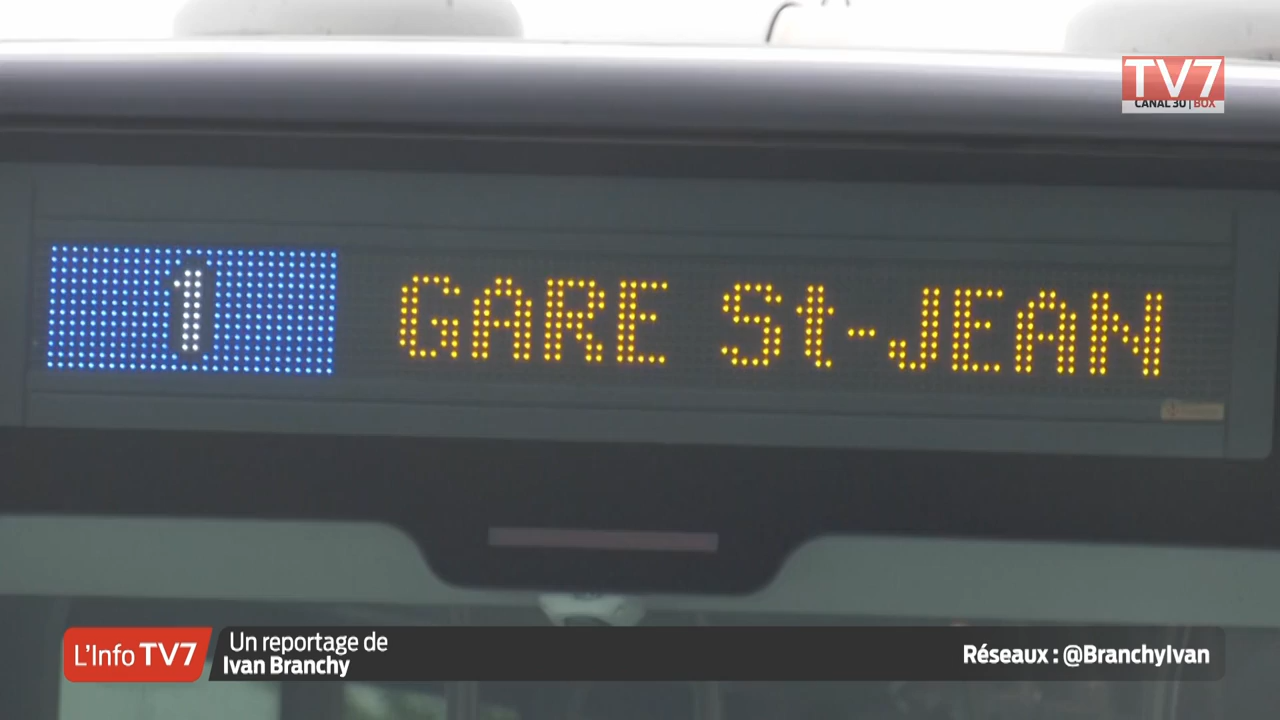 TV7
CANAL 30 | BOX
1 GARE St-JEAN
L'Info TV7
Un reportage de
Ivan Branchy
Réseaux : @BranchyIvan